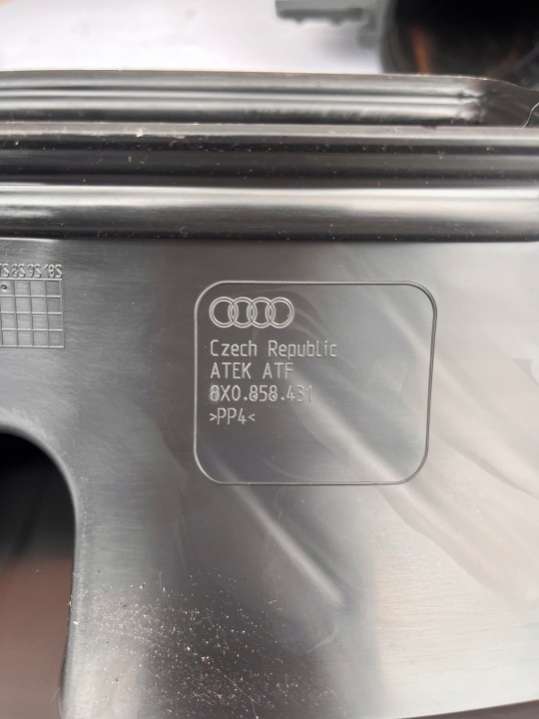 Czech Republic
ATEK ATF
8X0.858.431
>PP4<